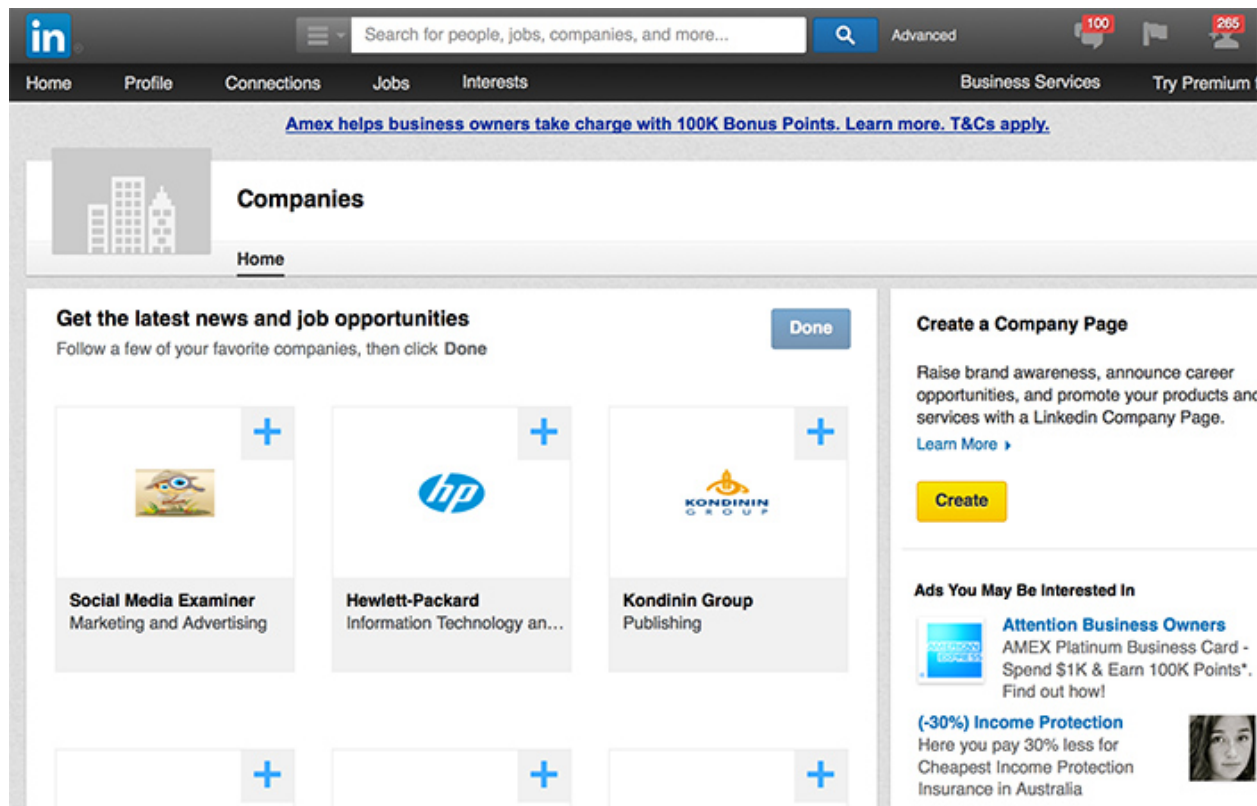 in
Search for people, jobs, companies, and more...
Advanced
100
265
Home Profile Connections Jobs Interests Business Services Try Premium
Amex helps business owners take charge with 100K Bonus Points. Learn more. T&Cs apply.
Companies
Home
Get the latest news and job opportunities
Done
Follow a few of your favorite companies, then click Done
hp
KONDININ
GROUP
Social Media Examiner
Marketing and Advertising
Hewlett-Packard
Information Technology an...
Kondinin Group
Publishing
Create a Company Page
Raise brand awareness, announce career
opportunities, and promote your products and
services with a Linkedin Company Page.
Learn More
Create
Ads You May Be Interested In
AMERICAN
EXPRESS
Attention Business Owners
AMEX Platinum Business Card -
Spend $1K & Earn 100K Points*.
Find out how!
(-30%) Income Protection
Here you pay 30% less for
Cheapest Income Protection
Insurance in Australia